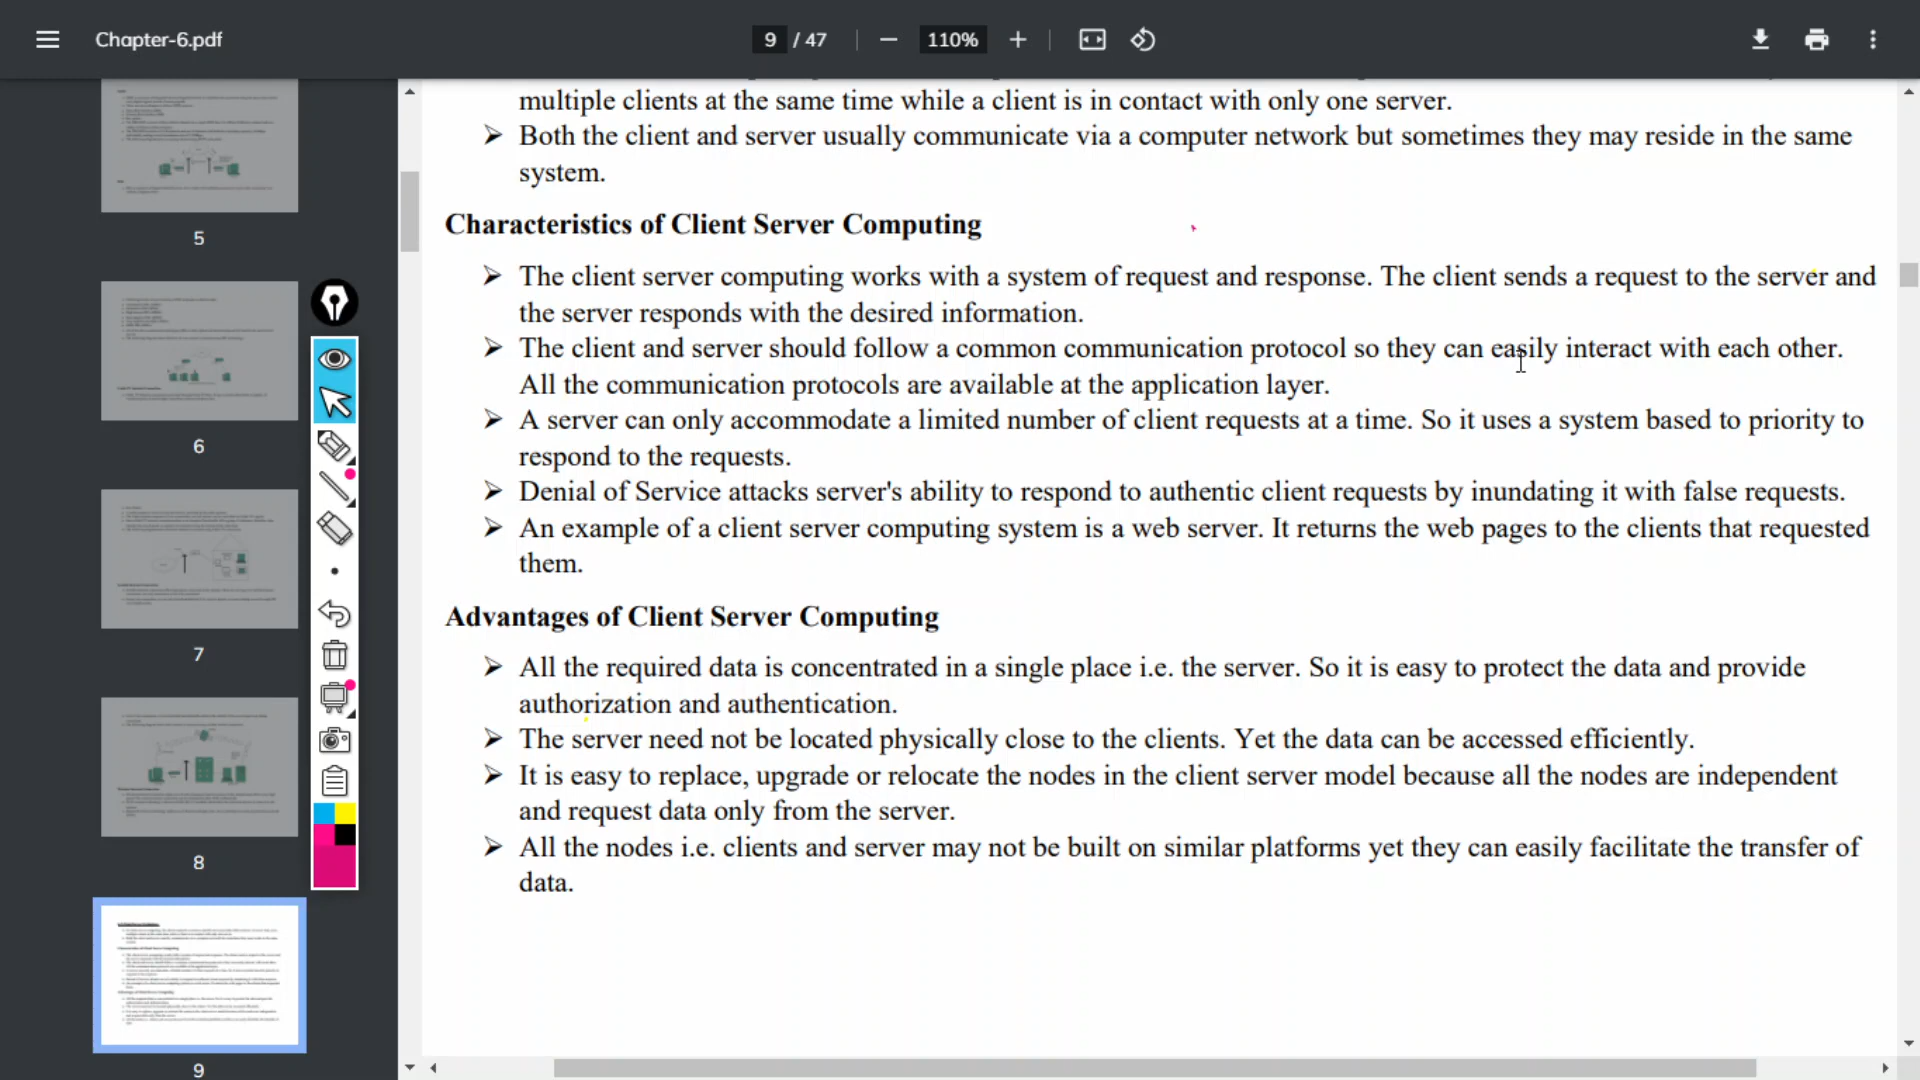 Chapter-6.pdf
9 / 47
110%
multiple clients at the same time while a client is in contact with only one server.
➢ Both the client and server usually communicate via a computer network but sometimes they may reside in the same
system.
Characteristics of Client Server Computing
➢ The client server computing works with a system of request and response. The client sends a request to the server and
the server responds with the desired information.
➢ The client and server should follow a common communication protocol so they can easily interact with each other.
All the communication protocols are available at the application layer.
➢ A server can only accommodate a limited number of client requests at a time. So it uses a system based to priority to
respond to the requests.
➢ Denial of Service attacks server's ability to respond to authentic client requests by inundating it with false requests.
➢ An example of a client server computing system is a web server. It returns the web pages to the clients that requested
them.
Advantages of Client Server Computing
➢ All the required data is concentrated in a single place i.e. the server. So it is easy to protect the data and provide
authorization and authentication.
➢ The server need not be located physically close to the clients. Yet the data can be accessed efficiently.
➢ It is easy to replace, upgrade or relocate the nodes in the client server model because all the nodes are independent
and request data only from the server.
➢ All the nodes i.e. clients and server may not be built on similar platforms yet they can easily facilitate the transfer of
data.
5
6
7
8
9